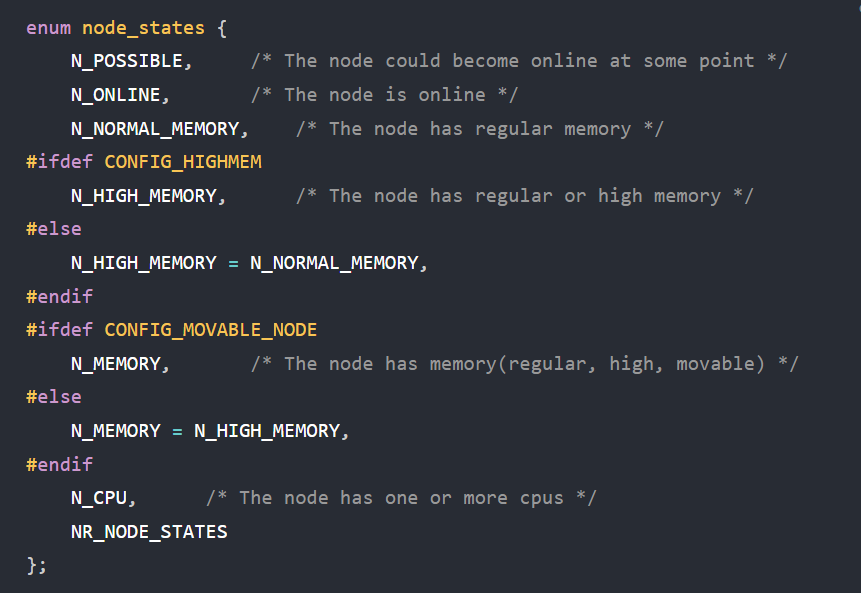 enum node_states {
    N_POSSIBLE,     /* The node could become online at some point */
    N_ONLINE,       /* The node is online */
    N_NORMAL_MEMORY,    /* The node has regular memory */
#ifdef CONFIG_HIGHMEM
    N_HIGH_MEMORY,      /* The node has regular or high memory */
#else
    N_HIGH_MEMORY = N_NORMAL_MEMORY,
#endif
#ifdef CONFIG_MOVABLE_NODE
    N_MEMORY,       /* The node has memory(regular, high, movable) */
#else
    N_MEMORY = N_HIGH_MEMORY,
#endif
    N_CPU,      /* The node has one or more cpus */
    NR_NODE_STATES
};